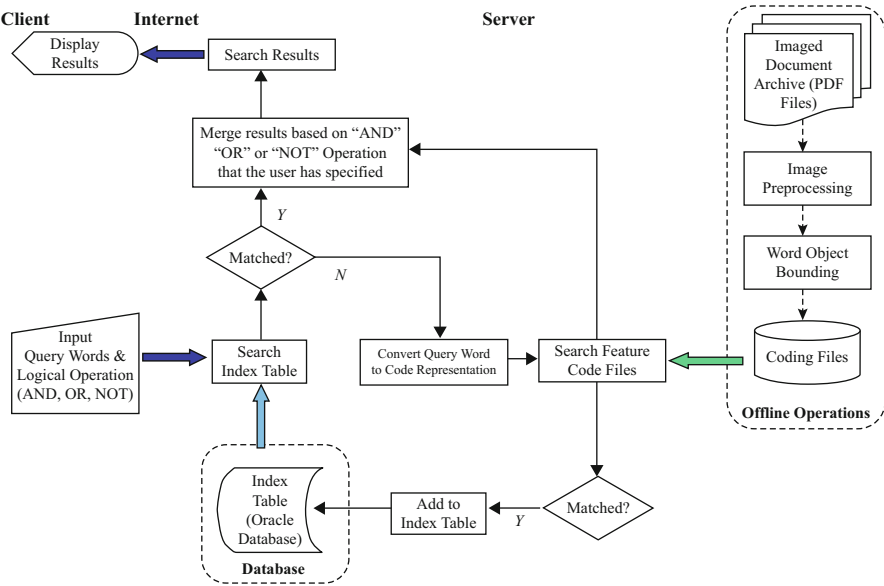 Client
Internet
Server
Display
Results
Search Results
Imaged
Document
Archive (PDF
Files)
Merge results based on “AND”
“OR” or “NOT” Operation
that the user has specified
Image
Preprocessing
Y
Matched?
N
Word Object
Bounding
Input
Query Words &
Logical Operation
(AND, OR, NOT)
Search
Index Table
Convert Query Word
to Code Representation
Search Feature
Code Files
Coding Files
Offline Operations
Index
Table
(Oracle
Database)
Add to
Index Table
Y
Matched?
Database